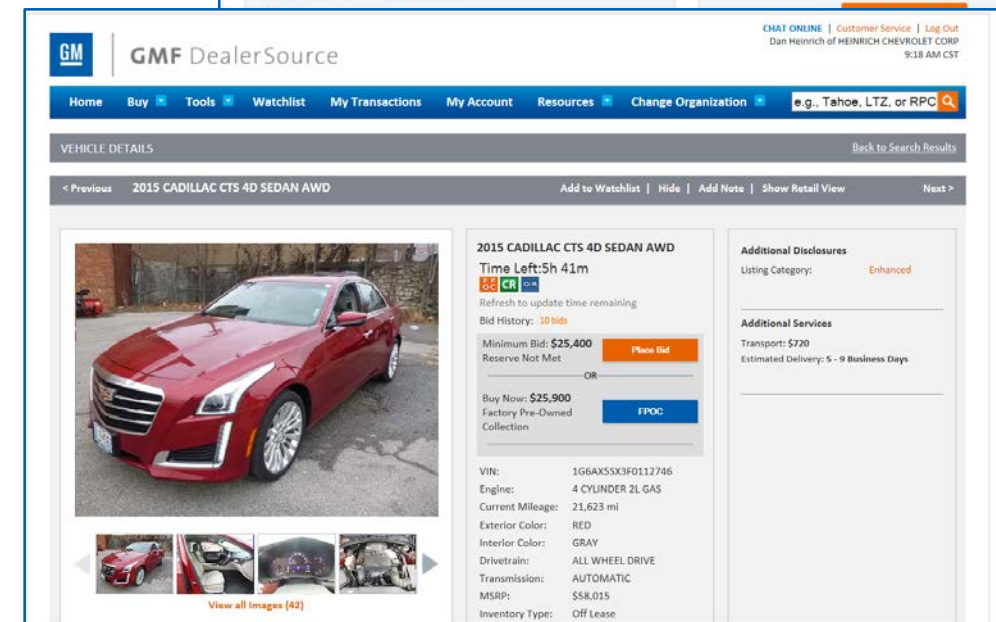 CHAT ONLINE | Customer Service | Log Out
Dan Heinrich of HEINRICH CHEVROLET CORP
9:18 AM CST
GM
GMF DealerSource
Home Buy Tools Watchlist My Transactions My Account Resources Change Organization e.g., Tahoe, LTZ, or RPC
VEHICLE DETAILS Back to Search Results
< Previous 2015 CADILLAC CTS 4D SEDAN AWD Add to Watchlist | Hide | Add Note | Show Retail View Next >
2015 CADILLAC CTS 4D SEDAN AWD
Time Left:5h 41m
CR
Refresh to update time remaining
Bid History: 10 bids
Minimum Bid: $25,400
Reserve Not Met
Place Bid
OR
Buy Now: $25,900
Factory Pre-Owned
Collection
FPOC
VIN: 1G6AX5SX3F0112746
Engine: 4 CYLINDER 2L GAS
Current Mileage: 21,623 mi
Exterior Color: RED
Interior Color: GRAY
Drivetrain: ALL WHEEL DRIVE
Transmission: AUTOMATIC
MSRP: $58,015
Inventory Type: Off Lease
Additional Disclosures
Listing Category: Enhanced
Additional Services
Transport: $720
Estimated Delivery: 5 - 9 Business Days
View all images (42)